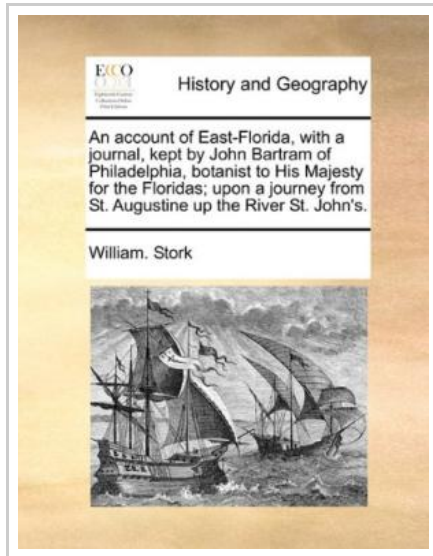 ECCO
History and Geography
An account of East-Florida, with a
journal, kept by John Bartram of
Philadelphia, botanist to His Majesty
for the Floridas; upon a journey from
St. Augustine up the River St. John's.
William. Stork